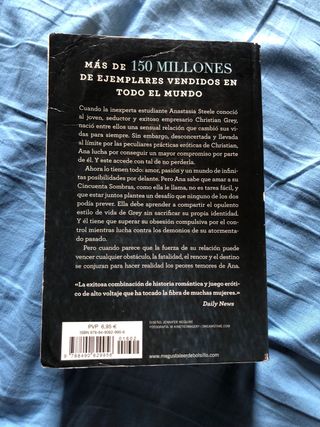 MÁS DE 150 MILLONES
DE EJEMPLARES VENDIDOS EN
TODO EL MUNDO
Cuando la inexperta estudiante Anastasia Steele conoció
al joven, seductor y exitoso empresario Christian Grey,
nació entre ellos una sensual relación que cambió sus vi-
das para siempre. Sin embargo, desconcertada y llevada
al límite por las peculiares prácticas eróticas de Christian,
Ana lucha por conseguir un mayor compromiso por parte
de él. Y este accede con tal de no perderla.
Ahora lo tienen todo: amor, pasión y un mundo de infini-
tas posibilidades por delante. Pero Ana sabe que amar a su
Cincuenta Sombras, como ella le llama, no es tarea fácil, y
que estar juntos plantea un desafío que ninguno de los dos
podía prever. Ella debe aprender a compartir el opulento
estilo de vida de Grey sin sacrificar su propia identidad.
Y él tiene que superar su obsesión compulsiva por el con-
trol mientras lucha contra los demonios de su atormenta-
do pasado.
Pero cuando parece que la fuerza de su relación puede
vencer cualquier obstáculo, la fatalidad, el rencor y el desti-
no se conjuran para hacer realidad los peores temores de Ana.
«La exitosa combinación de historia romántica y juego eróti-
co de alto voltaje que ha tocado la fibra de muchas mujeres.»
Daily News
PVP 6,95 €
DISEÑO: JENNIFER MCGUIRE
www.megustaleerdebolsillo.com